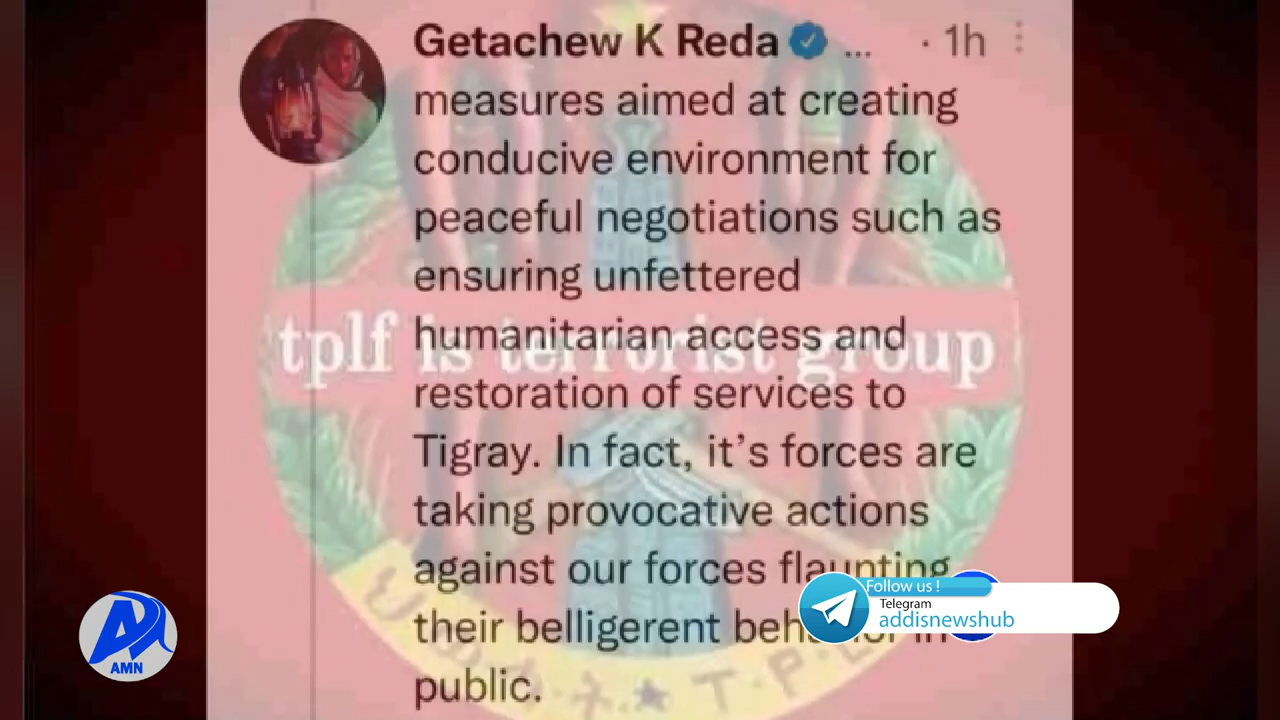 Getachew K Reda ... · 1h
measures aimed at creating
conducive environment for
peaceful negotiations such as
ensuring unfettered
humanitarian access and
tplf is terrorist group
restoration of services to
Tigray. In fact, it’s forces are
taking provocative actions
against our forces flaunting
their belligerent in
public.
T.P.L
Follow us !
Telegram
addisnewshub
AMN